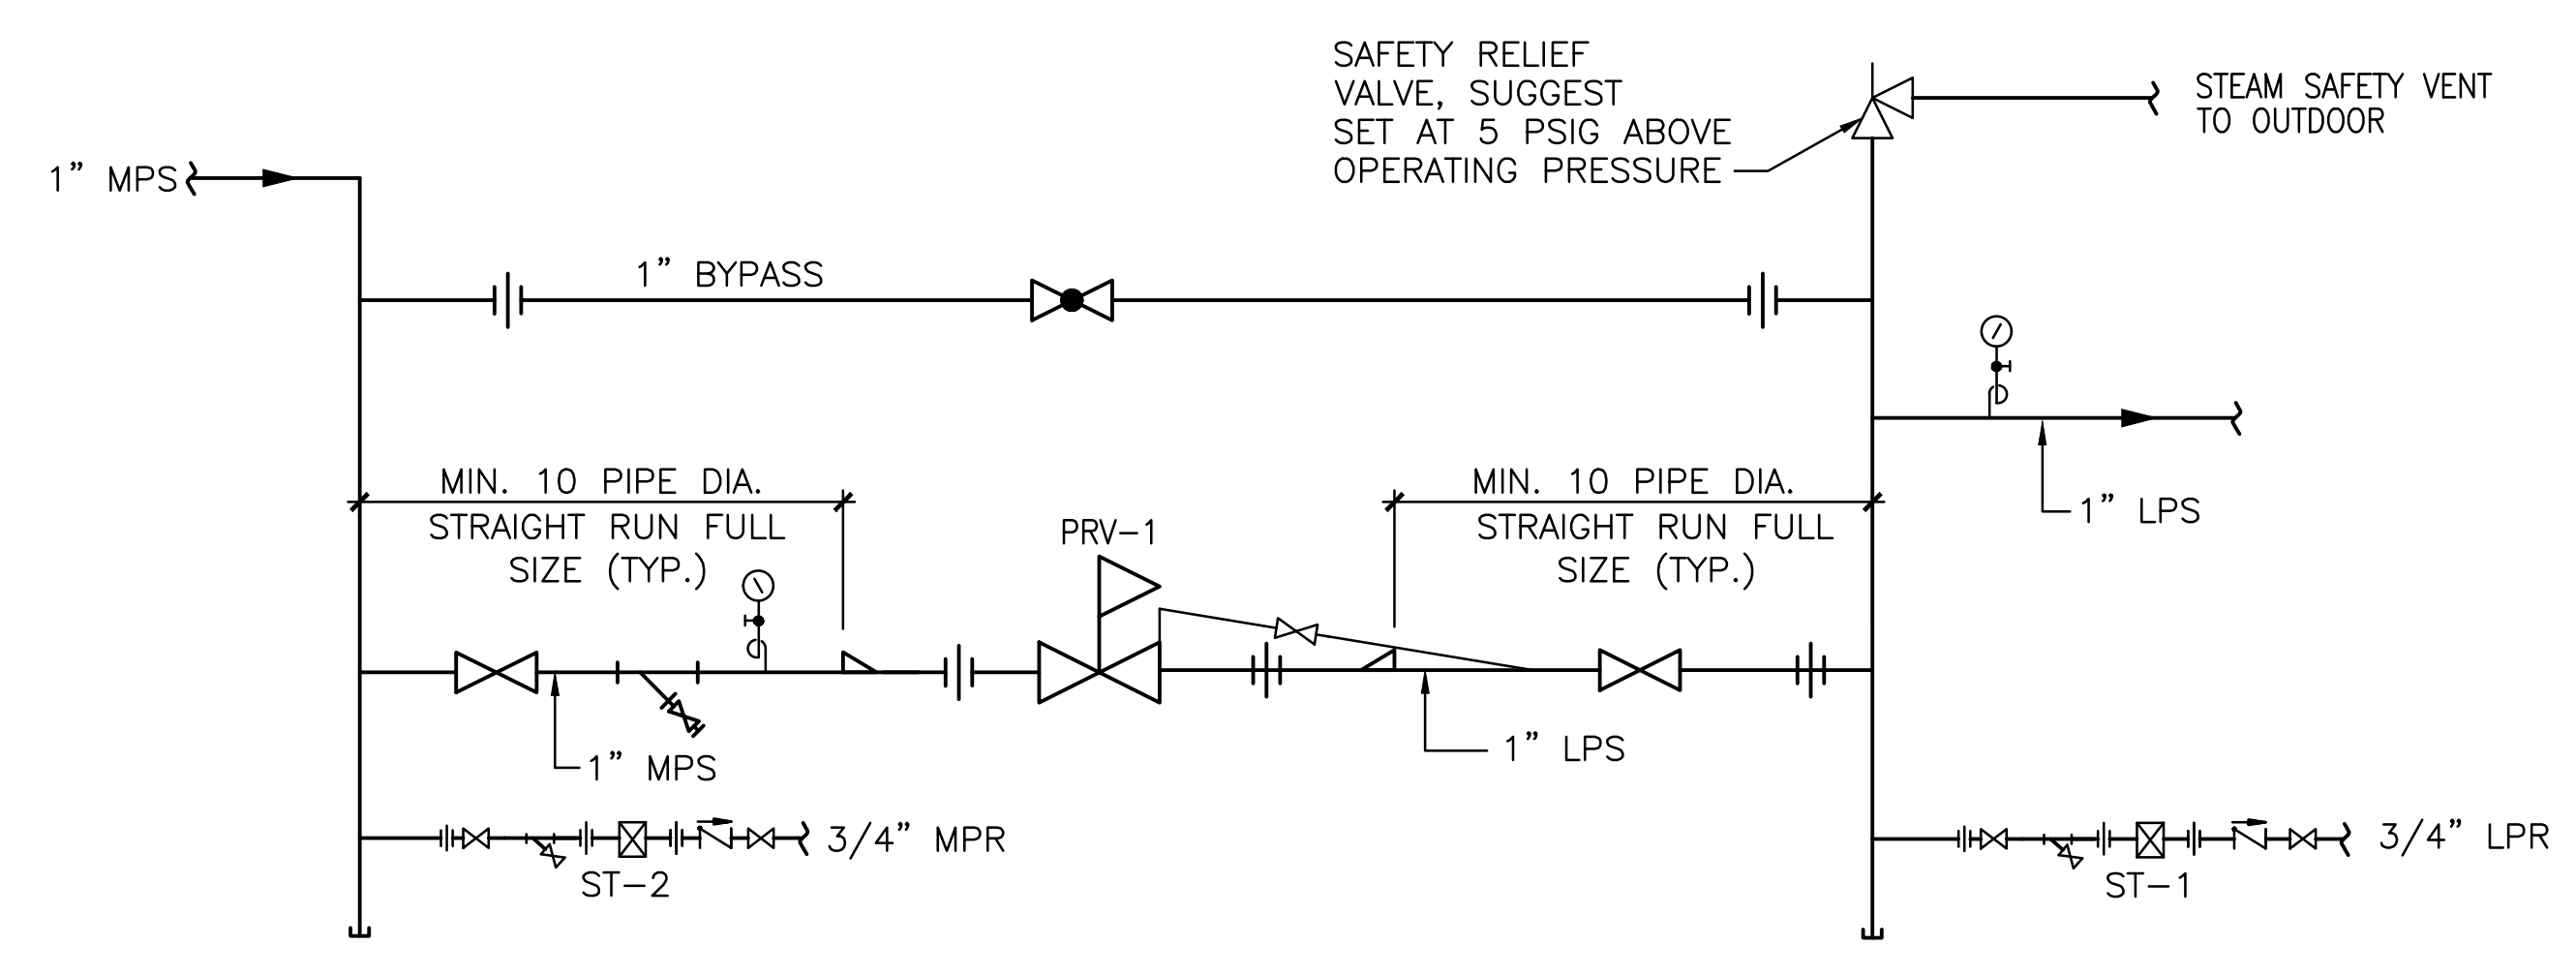 SAFETY RELIEF
VALVE, SUGGEST
SET AT 5 PSIG ABOVE
OPERATING PRESSURE
STEAM SAFETY VENT
TO OUTDOOR
1” MPS
1” BYPASS
MIN. 10 PIPE DIA.
STRAIGHT RUN FULL
SIZE (TYP.)
PRV-1
MIN. 10 PIPE DIA.
STRAIGHT RUN FULL
SIZE (TYP.)
1” LPS
1” MPS
1” LPS
3/4” MPR
ST-2
3/4” LPR
ST-1